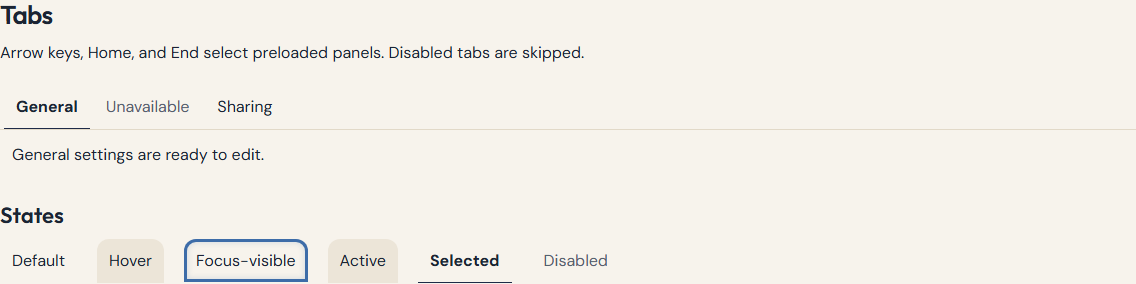 Tabs
Arrow keys, Home, and End select preloaded panels. Disabled tabs are skipped.
General Unavailable Sharing
General settings are ready to edit.
States
Default Hover Focus-visible Active Selected Disabled